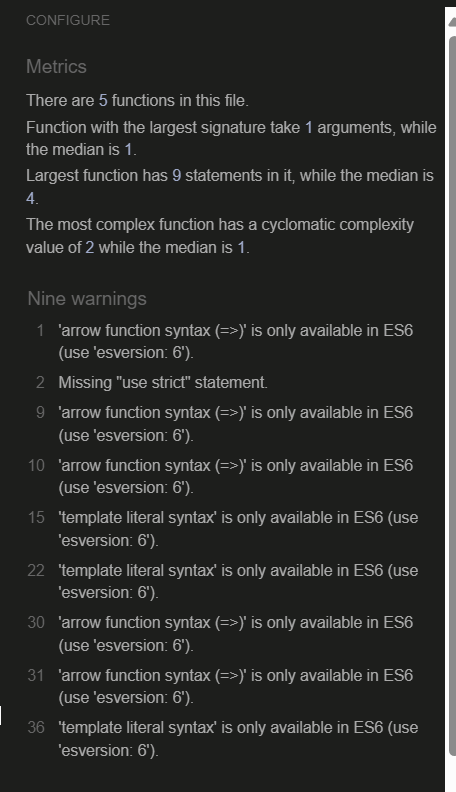 CONFIGURE
Metrics
There are 5 functions in this file.
Function with the largest signature take 1 arguments, while
the median is 1.
Largest function has 9 statements in it, while the median is
4.
The most complex function has a cyclomatic complexity
value of 2 while the median is 1.
Nine warnings
1 'arrow function syntax (=>)' is only available in ES6
(use 'esversion: 6').
2 Missing "use strict" statement.
9 'arrow function syntax (=>)' is only available in ES6
(use 'esversion: 6').
10 'arrow function syntax (=>)' is only available in ES6
(use 'esversion: 6').
15 'template literal syntax' is only available in ES6 (use
'esversion: 6').
22 'template literal syntax' is only available in ES6 (use
'esversion: 6').
30 'arrow function syntax (=>)' is only available in ES6
(use 'esversion: 6').
31 'arrow function syntax (=>)' is only available in ES6
(use 'esversion: 6').
36 'template literal syntax' is only available in ES6 (use
'esversion: 6').